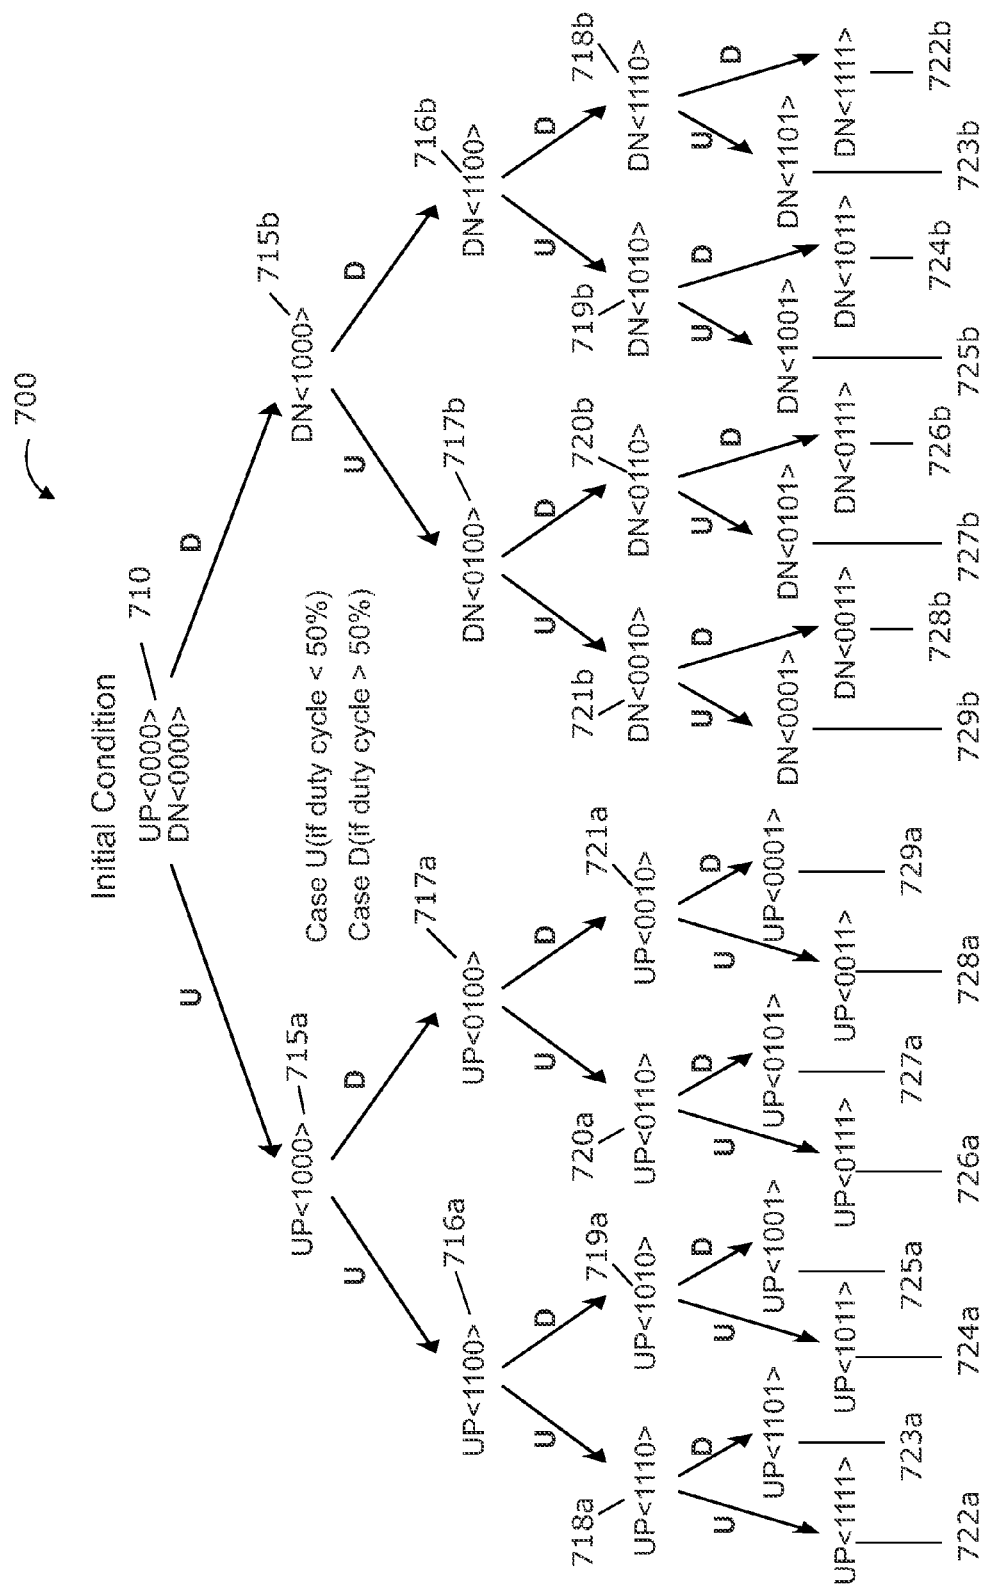 700
Initial Condition
UP<0000>
DN<0000>
710
U
D
UP<1000>
715a
DN<1000>
715b
Case U(if duty cycle < 50%)
Case D(if duty cycle > 50%)
U
D
U
D
UP<1100>
716a
UP<0100>
717a
DN<0100>
717b
DN<1100>
716b
U
D
U
D
U
D
U
D
718a
UP<1110>
719a
UP<1010>
720a
UP<0110>
721a
UP<0010>
721b
DN<0010>
720b
DN<0110>
719b
DN<1010>
718b
DN<1110>
U
D
U
D
U
D
U
D
U
D
U
D
U
D
U
D
UP<1101>
UP<1001>
UP<0101>
UP<0001>
DN<0001>
DN<0101>
DN<1001>
DN<1101>
UP<1111>
UP<1011>
UP<0111>
UP<0011>
DN<0011>
DN<0111>
DN<1011>
DN<1111>
723a
725a
727a
729a
728b
726b
724b
722b
722a
724a
726a
728a
729b
727b
725b
723b